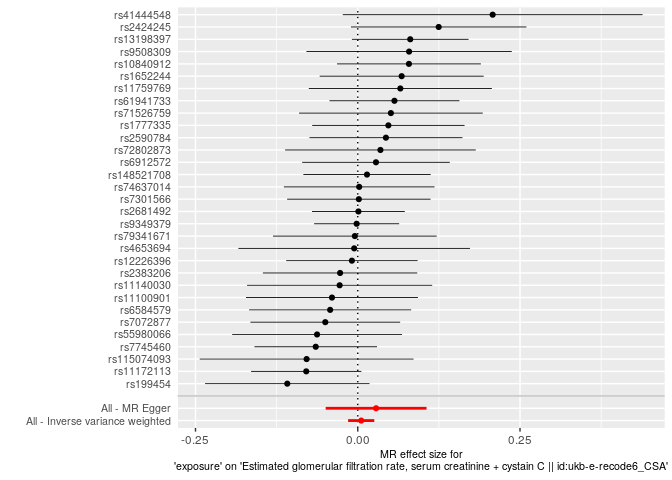 rs41444548
rs2424245
rs13198397
rs9508309
rs10840912
rs1652244
rs11759769
rs61941733
rs71526759
rs1777335
rs2590784
rs72802873
rs6912572
rs148521708
rs74637014
rs7301566
rs2681492
rs9349379
rs79341671
rs4653694
rs12226396
rs2383206
rs11140030
rs11100901
rs6584579
rs7072877
rs55980066
rs7745460
rs115074093
rs11172113
rs199454
All - MR Egger
All - Inverse variance weighted
-0.25 0.00 0.25
MR effect size for
'exposure' on 'Estimated glomerular filtration rate, serum creatinine + cystain C || id:ukb-e-recode6_CSA'